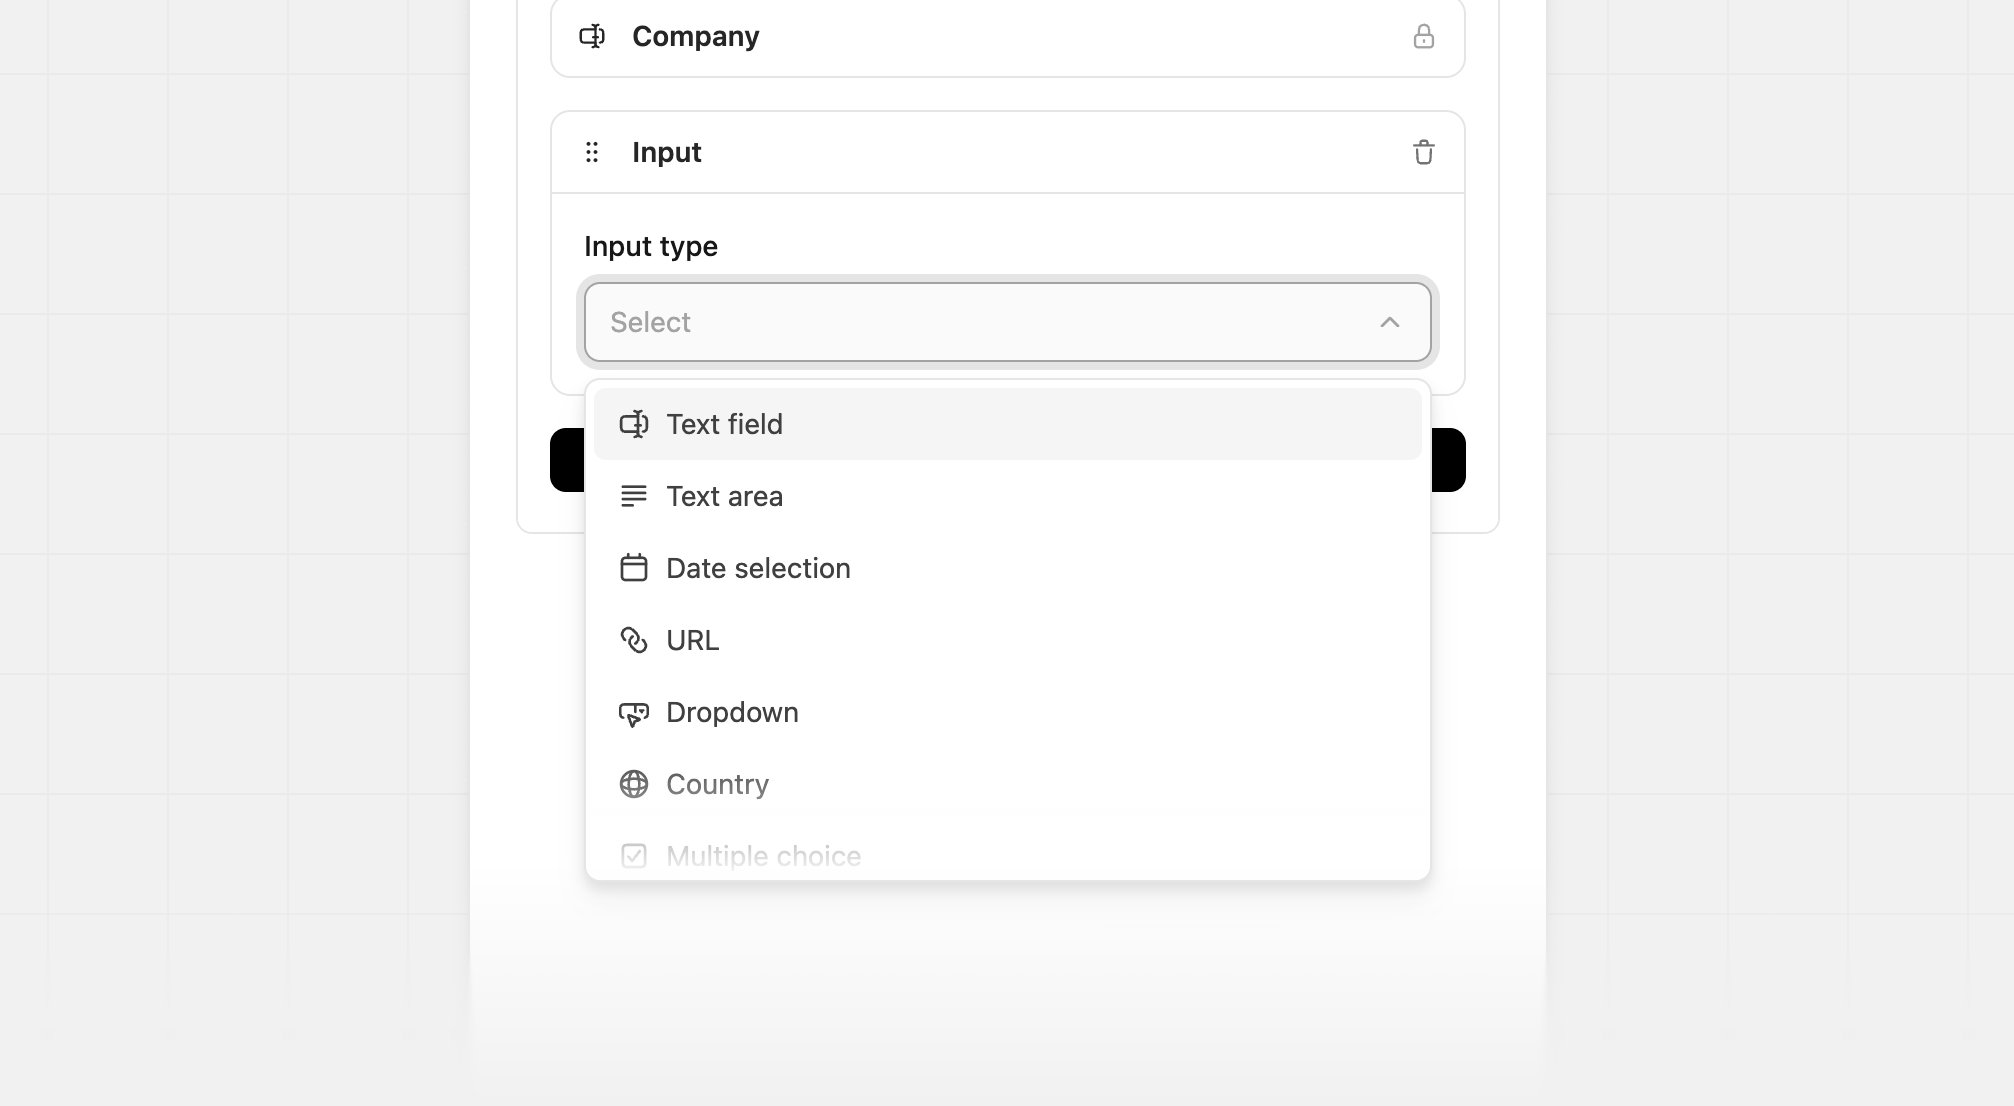 Company
Input
Input type
Select
Text field
Text area
Date selection
URL
Dropdown
Country
Multiple choice